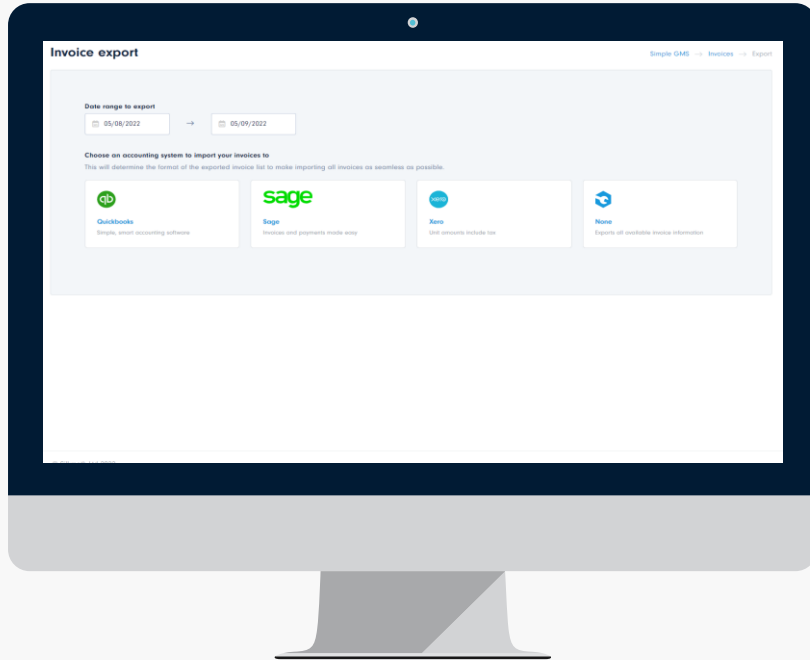 Invoice export
Simple GMS → Invoices → Export
Date range to export
05/08/2022 → 05/09/2022
Choose an accounting system to import your invoices to
This will determine the format of the exported invoice list to make importing all invoices as seamless as possible.
qb
sage
xero
Quickbooks
Sage
Xero
None
Simple, smart accounting software
Invoices and payments made easy
Unit amounts include tax
Exports all available invoice information